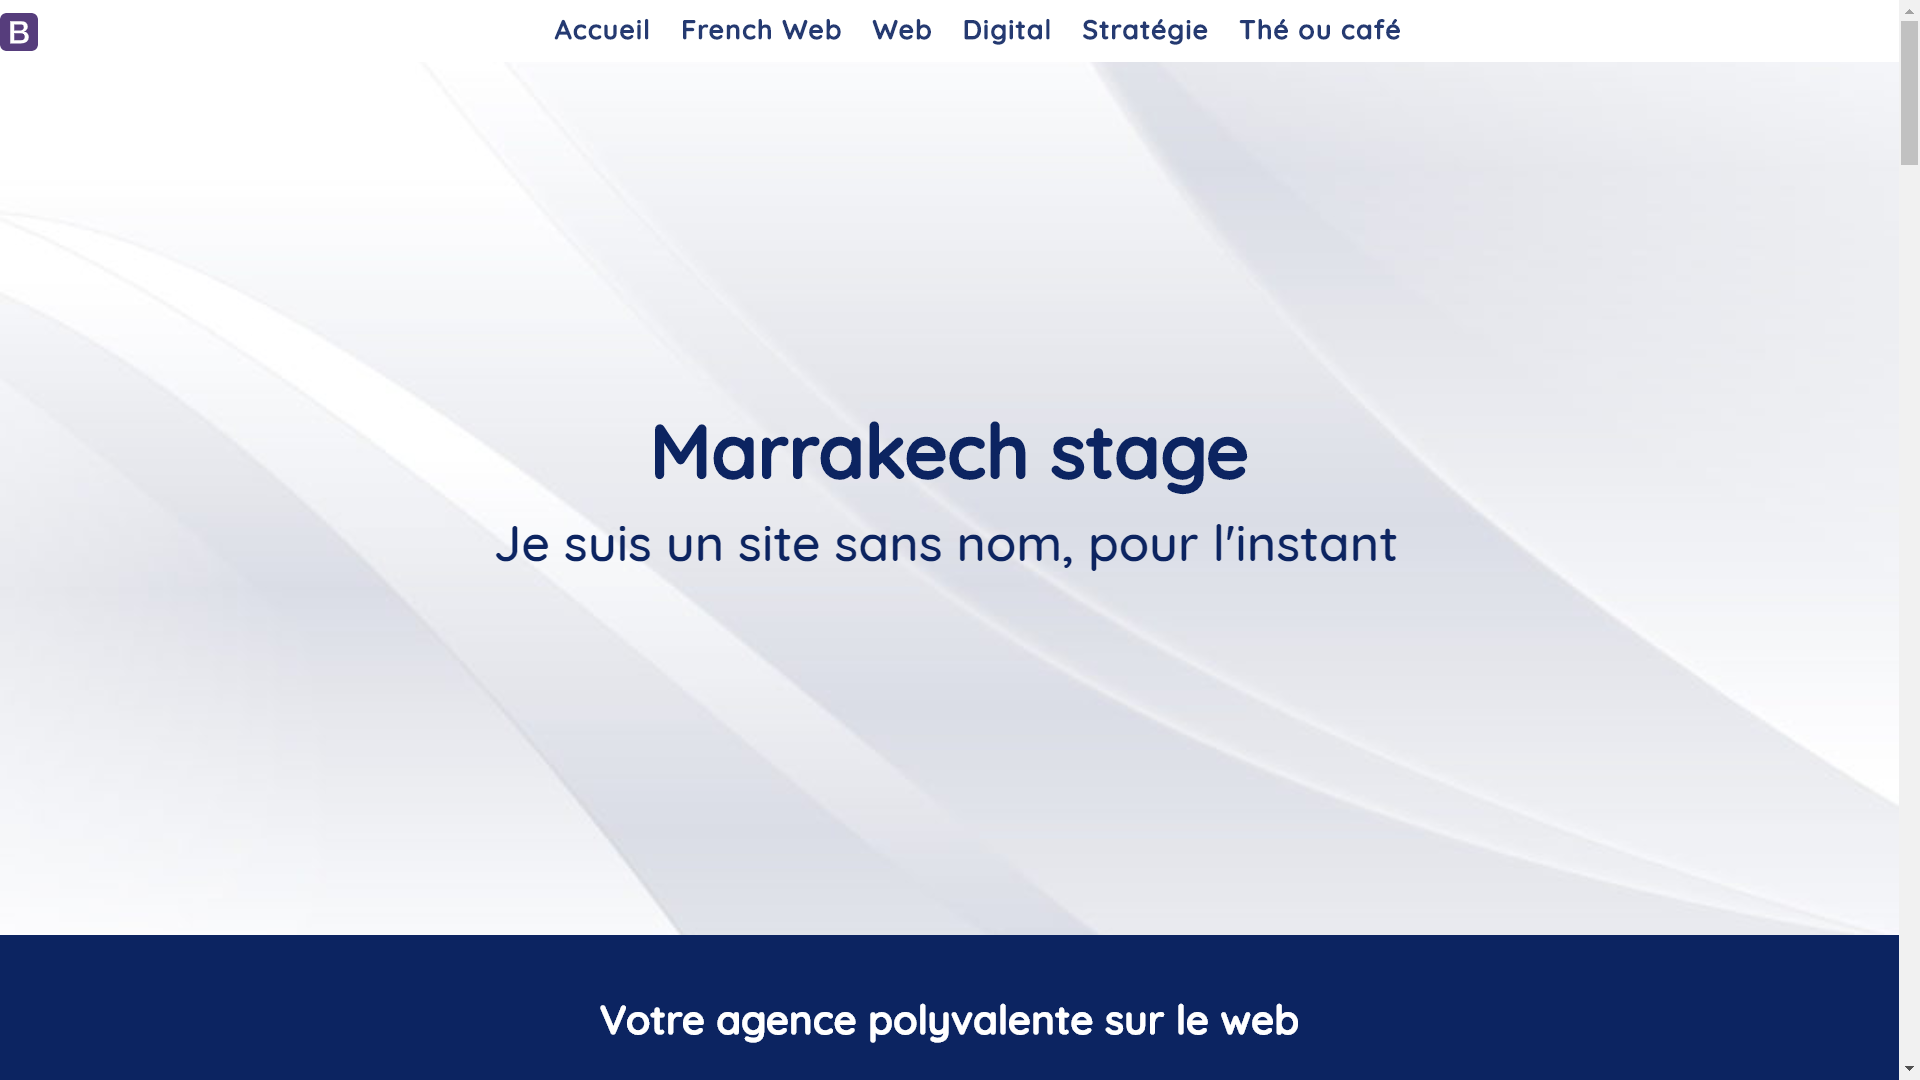 B
Accueil French Web Web Digital Stratégie Thé ou café
Marrakech stage
Je suis un site sans nom, pour l'instant
Votre agence polyvalente sur le web